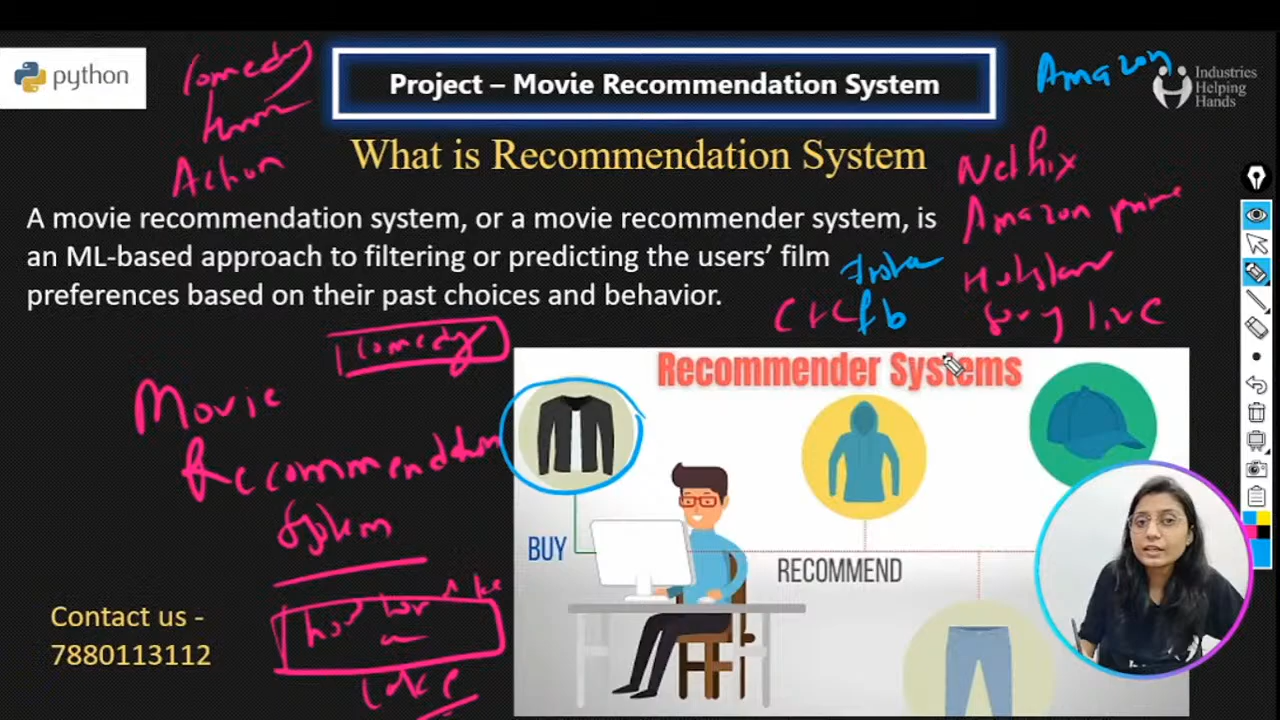 python
Project – Movie Recommendation System
Industries
Helping
Hands
Amazon
Comedy
Action
What is Recommendation System
Netflix
Amazon prime
Hotstar
Sony live
A movie recommendation system, or a movie recommender system, is
an ML-based approach to filtering or predicting the users’ film
preferences based on their past choices and behavior.
fb
Comedy
Movie
Recommendation
System
Recommender Systems
BUY
RECOMMEND
Contact us -
7880113112